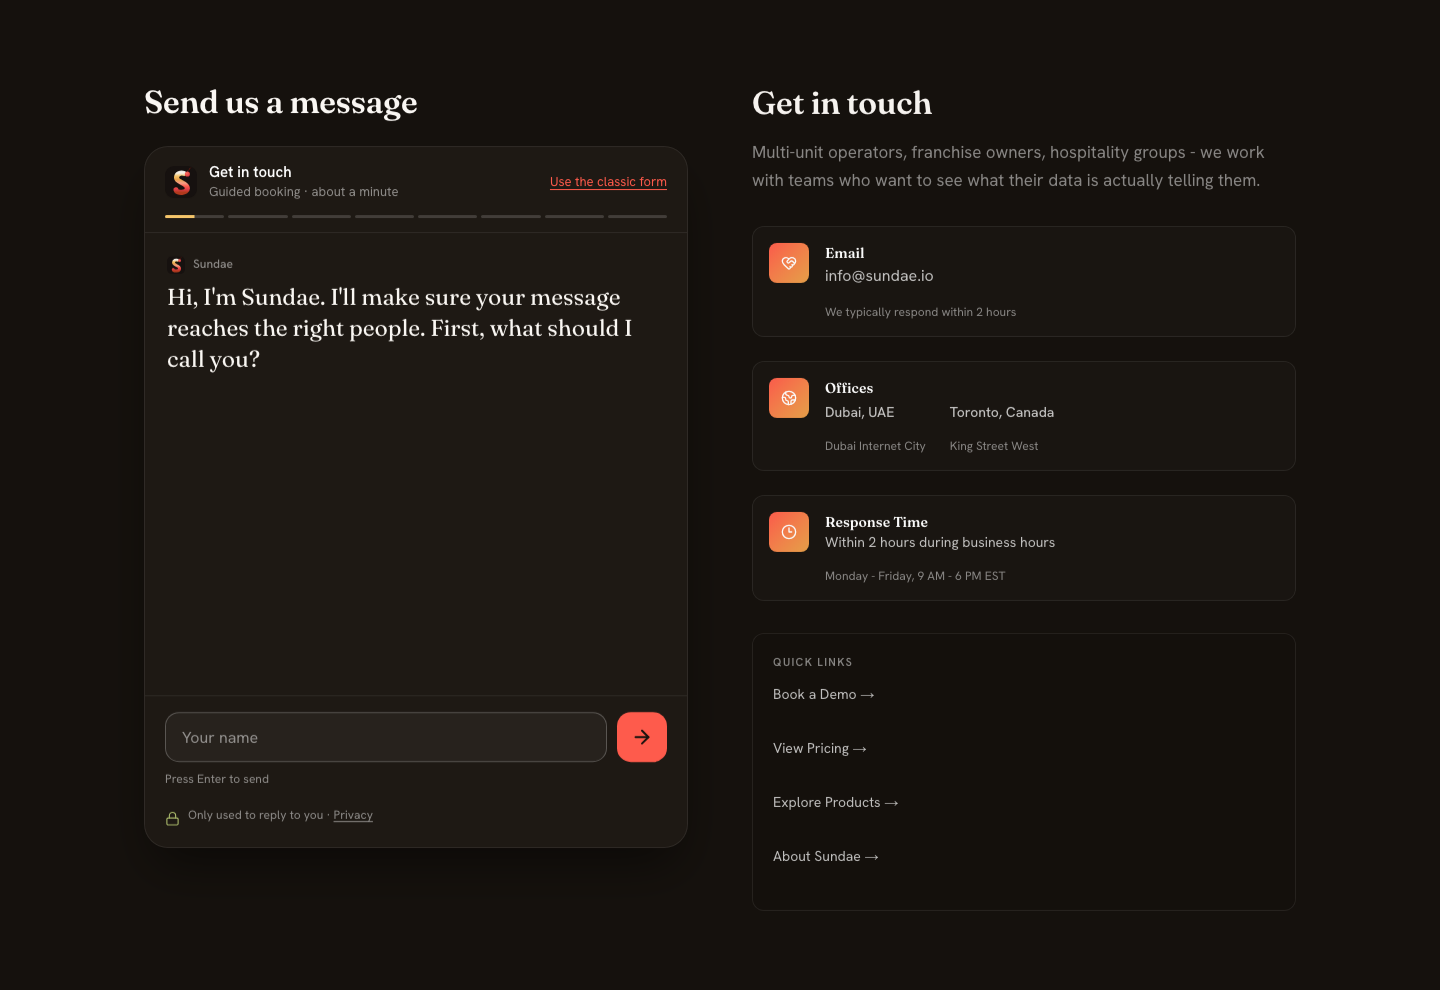 Send us a message
Get in touch
Guided booking · about a minute
Use the classic form
Sundae
Hi, I'm Sundae. I'll make sure your message
reaches the right people. First, what should I
call you?
Your name
Press Enter to send
Only used to reply to you · Privacy
Get in touch
Multi-unit operators, franchise owners, hospitality groups - we work
with teams who want to see what their data is actually telling them.
Email
info@sundae.io
We typically respond within 2 hours
Offices
Dubai, UAE
Dubai Internet City
Toronto, Canada
King Street West
Response Time
Within 2 hours during business hours
Monday - Friday, 9 AM - 6 PM EST
QUICK LINKS
Book a Demo →
View Pricing →
Explore Products →
About Sundae →